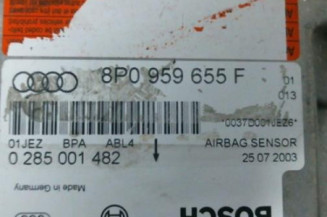 8P0 959 655 F
01
013
*0037D001JEZ6*
01JEZ BPA ABL4
AIRBAG SENSOR
0 285 001 482
25 07 2003
Made in Germany
BOSCH